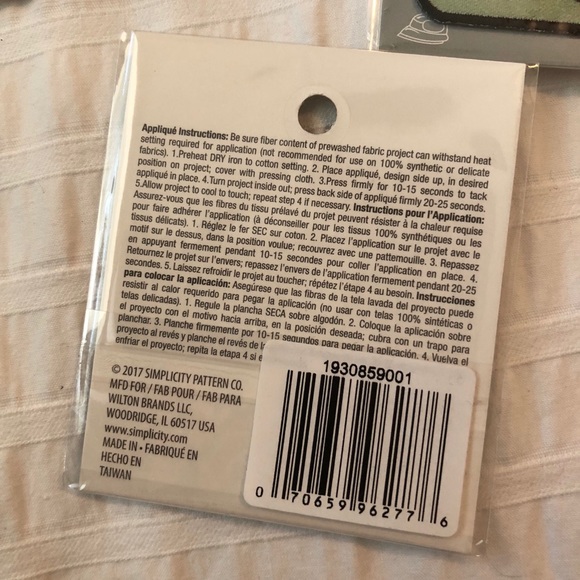 Appliqué Instructions: Be sure fiber content of prewashed fabric project can withstand heat
setting required for application (not recommended for use on 100% synthetic or delicate
fabrics). 1.Preheat DRY iron to cotton setting. 2. Place appliqué, design side up, in desired
position on project; cover with pressing cloth. 3.Press firmly for 10-15 seconds to tack
appliqué in place. 4.Turn project inside out; press back side of appliqué firmly 20-25 seconds.
5.Allow project to cool to touch; repeat step 4 if necessary. Instructions pour l'Application:
Assurez-vous que les fibres du tissu prélavé du projet peuvent résister à la chaleur requise
pour faire adhérer l'application (à déconseiller pour les tissus 100% synthétiques ou les
tissus délicats). 1. Réglez le fer SEC sur coton. 2. Placez l'application sur le projet avec le
motif sur le dessus, dans la position voulue; recouvrez avec une pattemouille. 3. Repassez
en appuyant fermement pendant 10-15 secondes pour coller l'application en place. 4.
Retournez le projet sur l'envers; repassez l'envers de l'application fermement pendant 20-25
secondes. 5. Laissez refroidir le projet au toucher; répétez l'étape 4 au besoin. Instrucciones
para colocar la aplicación: Asegúrese que las fibras de la tela lavada del proyecto puede
resistir al calor requerido para pegar la aplicación (no usar con telas 100% sintéticas o
telas delicadas). 1. Regule la plancha SECA sobre algodón. 2. Coloque la aplicación sobre
el proyecto con el motivo hacia arriba, en la posición deseada; cubra con un trapo para
planchar. 3. Planche firmemente por 10-15 segundos para pegar la aplicación. 4. Vuelva el
proyecto al revés y planche el revés de la
enfriar el proyecto; repita la etapa 4 si e
© 2017 SIMPLICITY PATTERN CO.
MFD FOR / FAB POUR / FAB PARA
WILTON BRANDS LLC,
WOODRIDGE, IL 60517 USA
www.simplicity.com
MADE IN • FABRIQUÉ EN
HECHO EN
TAIWAN
1930859001
0 70659 96277 6